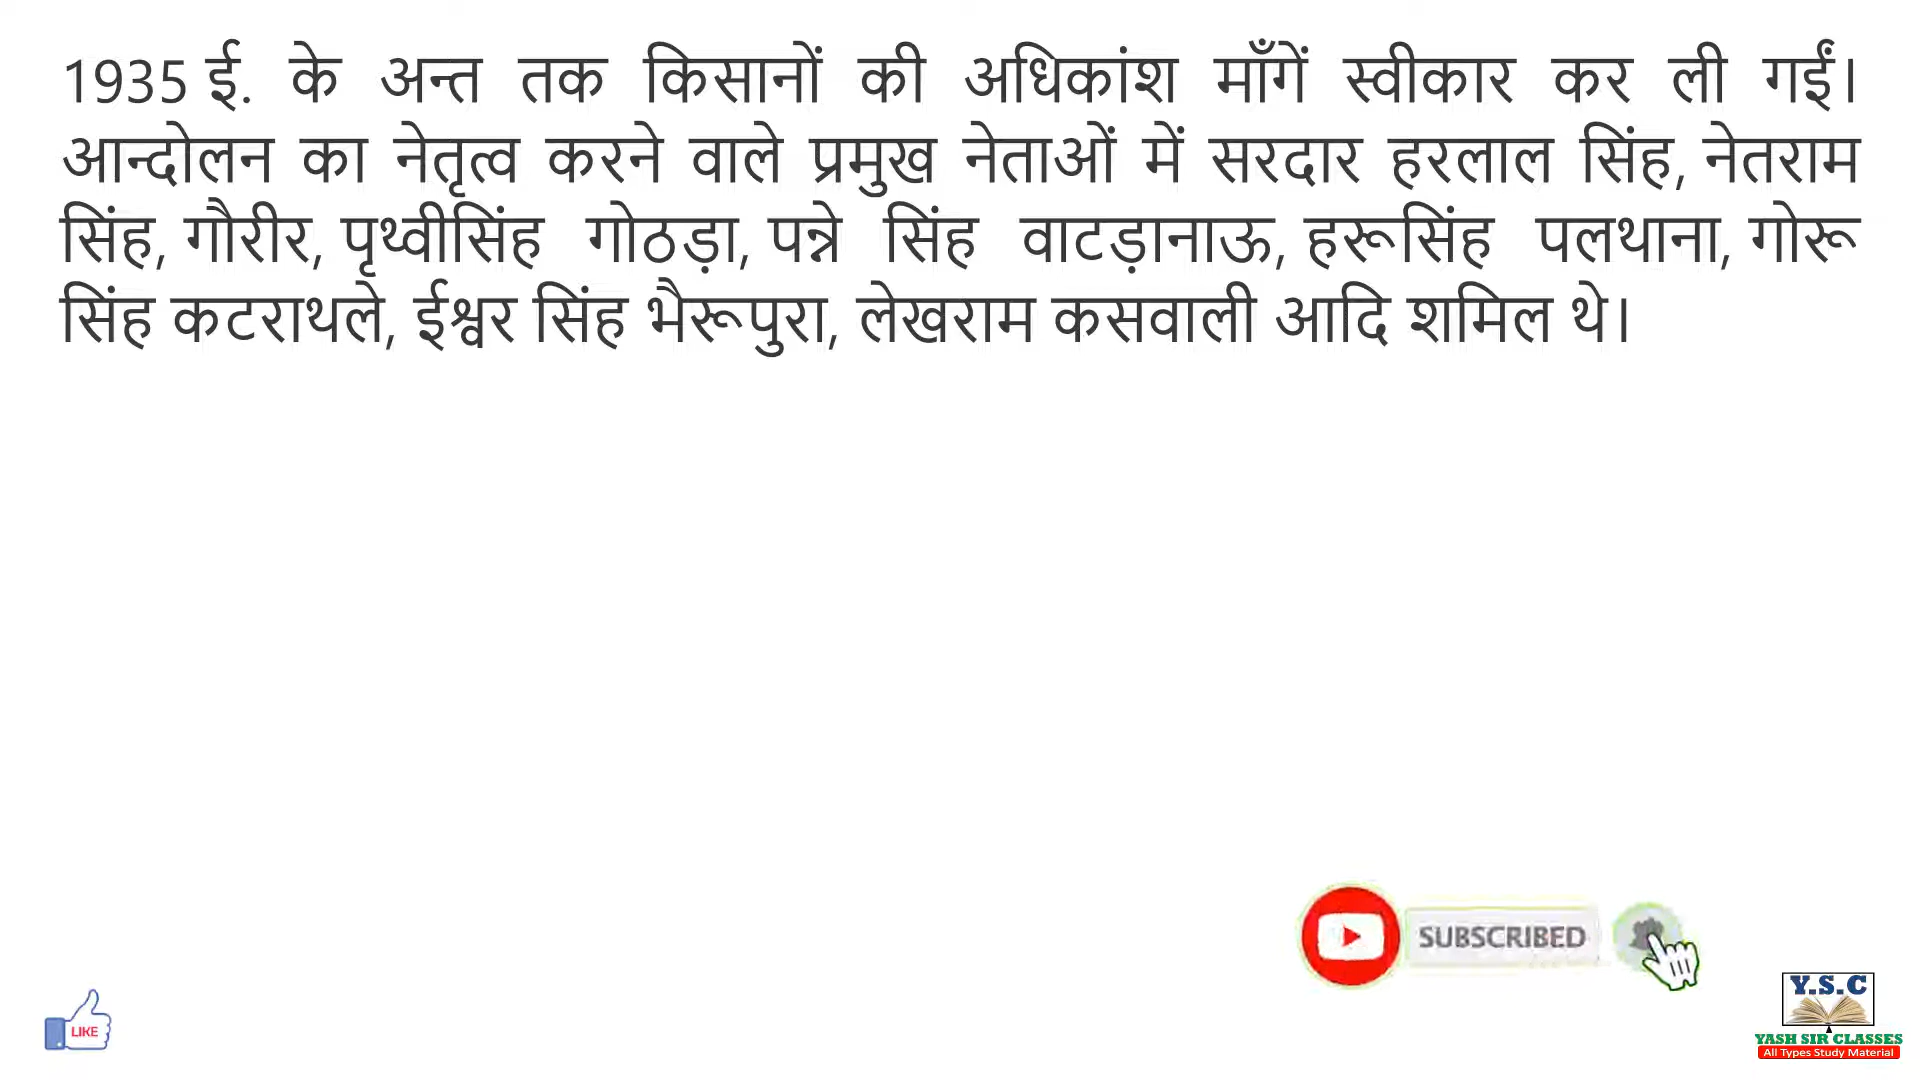 1935 ई. के अन्त तक किसानों की अधिकांश माँगें स्वीकार कर ली गईं।
आन्दोलन का नेतृत्व करने वाले प्रमुख नेताओं में सरदार हरलाल सिंह, नेतराम
सिंह, गौरीर, पृथ्वीसिंह गोठड़ा, पन्ने सिंह वाटड़ानाऊ, हरूसिंह पलथाना, गोरू
सिंह कटराथले, ईश्वर सिंह भैरूपुरा, लेखराम कसवाली आदि शमिल थे।
SUBSCRIBED
LIKE
Y.S.C
YASH SIR CLASSES
All Types Study Material